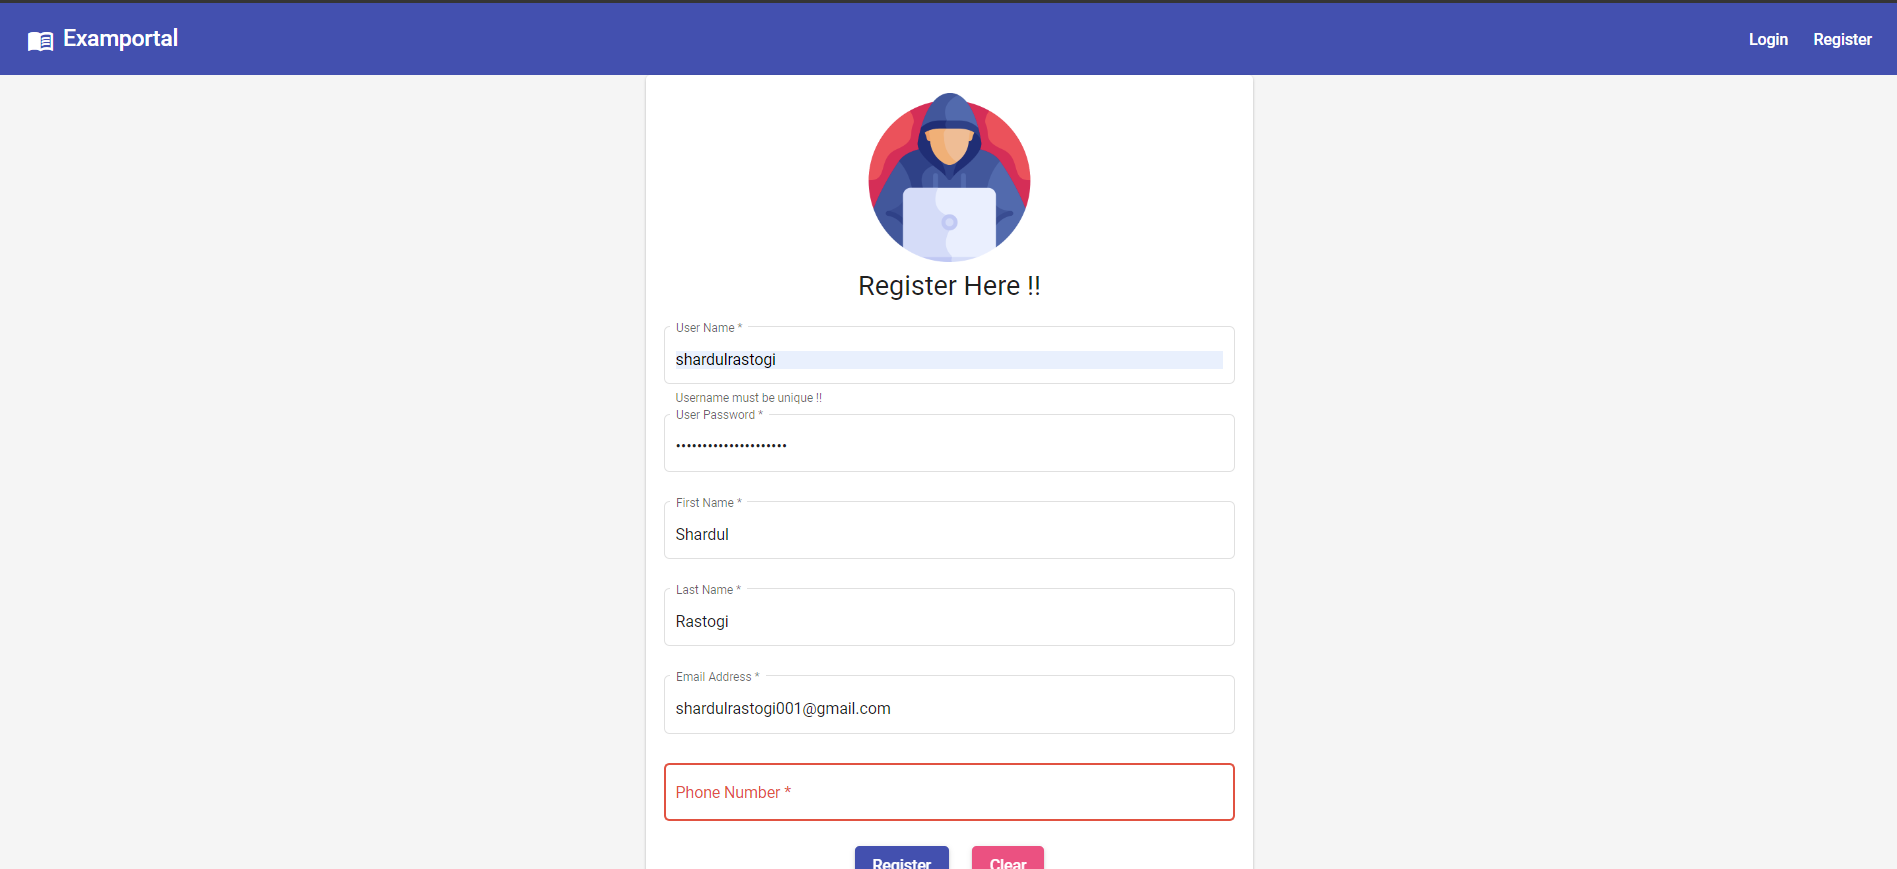 Examportal
Login Register
Register Here !!
User Name *
shardulrastogi
Username must be unique !!
User Password *
•••••••••••••••••••••
First Name *
Shardul
Last Name *
Rastogi
Email Address *
shardulrastogi001@gmail.com
Phone Number *
Register Clear